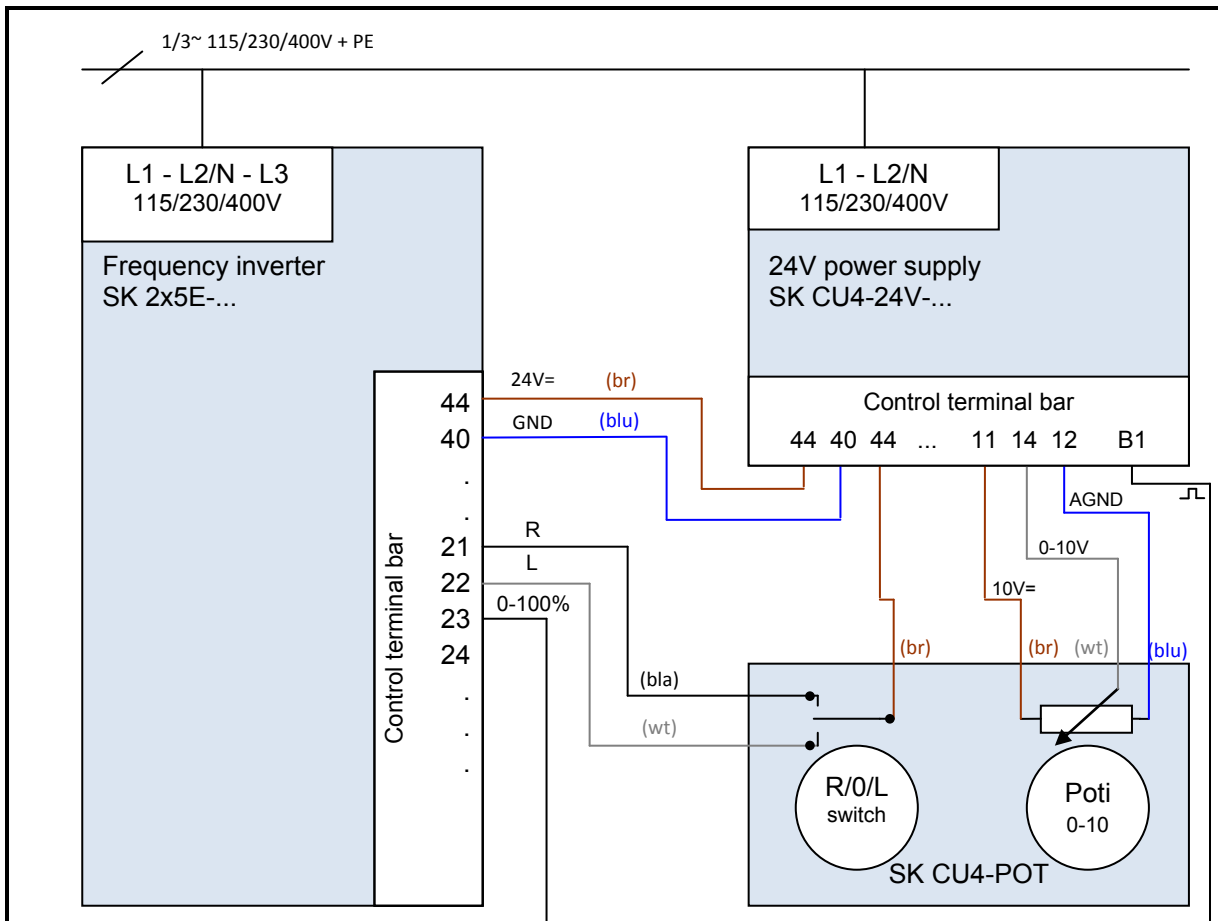 1/3~ 115/230/400V + PE
L1 - L2/N - L3
115/230/400V
Frequency inverter
SK 2x5E-...
L1 - L2/N
115/230/400V
24V power supply
SK CU4-24V-...
Control terminal bar
44 40 44 ... 11 14 12 B1
24V= (br)
GND (blu)
44
40
.
.
21
22
23
24
.
.
.
Control terminal bar
R
L
0-100%
AGND
0-10V
10V=
(br) (br) (wt) (blu)
(bla)
(wt)
R/0/L
switch
Poti
0-10
SK CU4-POT